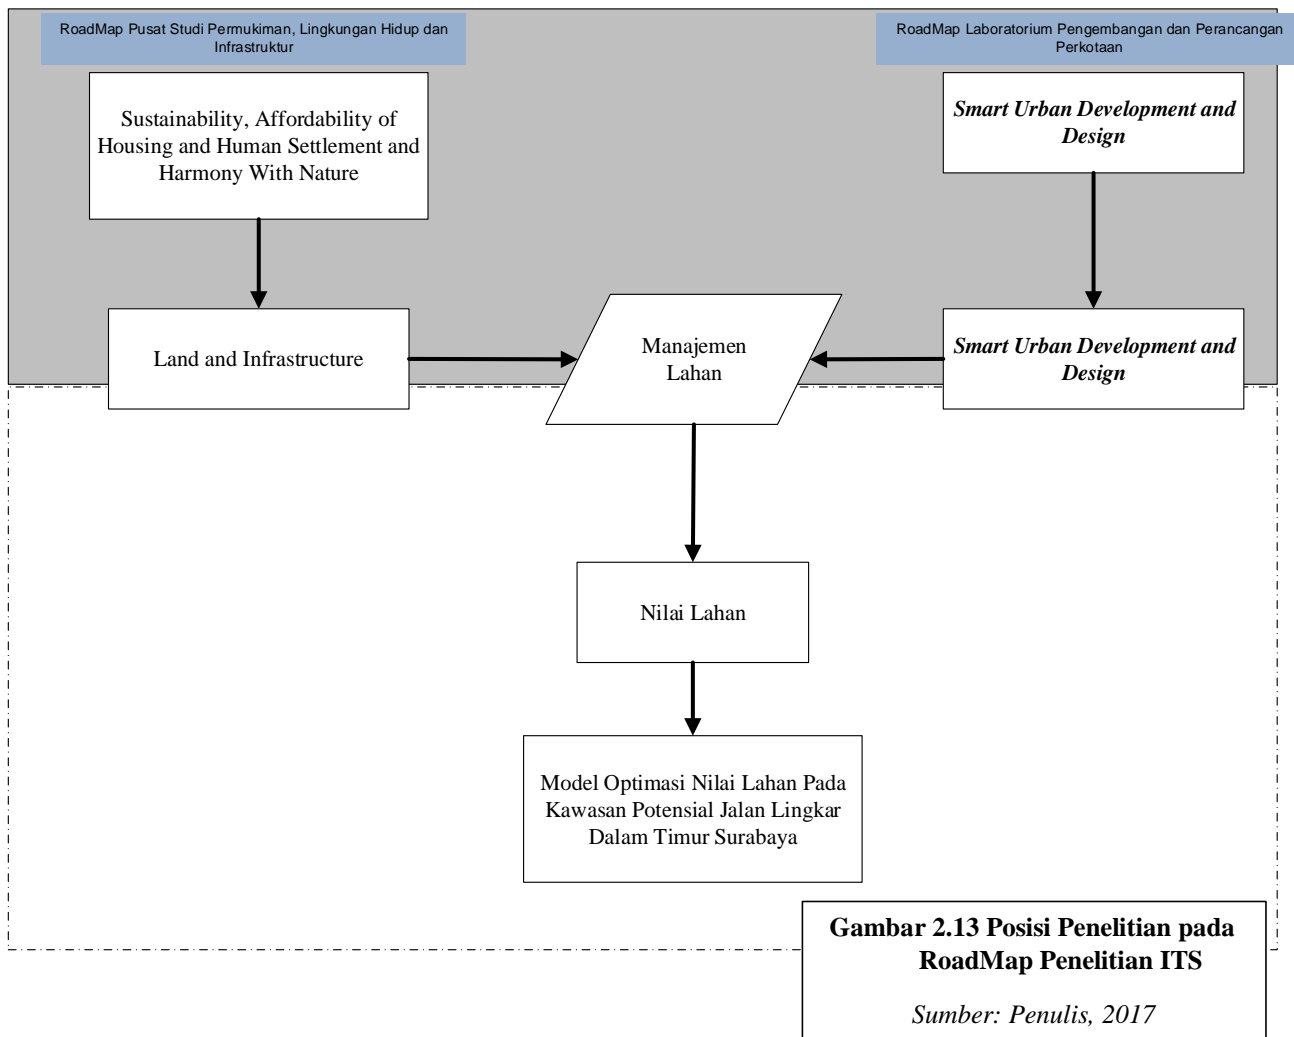 RoadMap Pusat Studi Permukiman, Lingkungan Hidup dan
Infrastruktur
RoadMap Laboratorium Pengembangan dan Perancangan
Perkotaan
Sustainability, Affordability of
Housing and Human Settlement and
Harmony With Nature
Smart Urban Development and
Design
Land and Infrastructure
Manajemen
Lahan
Smart Urban Development and
Design
Nilai Lahan
Model Optimasi Nilai Lahan Pada
Kawasan Potensial Jalan Lingkar
Dalam Timur Surabaya
Gambar 2.13 Posisi Penelitian pada
RoadMap Penelitian ITS
Sumber: Penulis, 2017